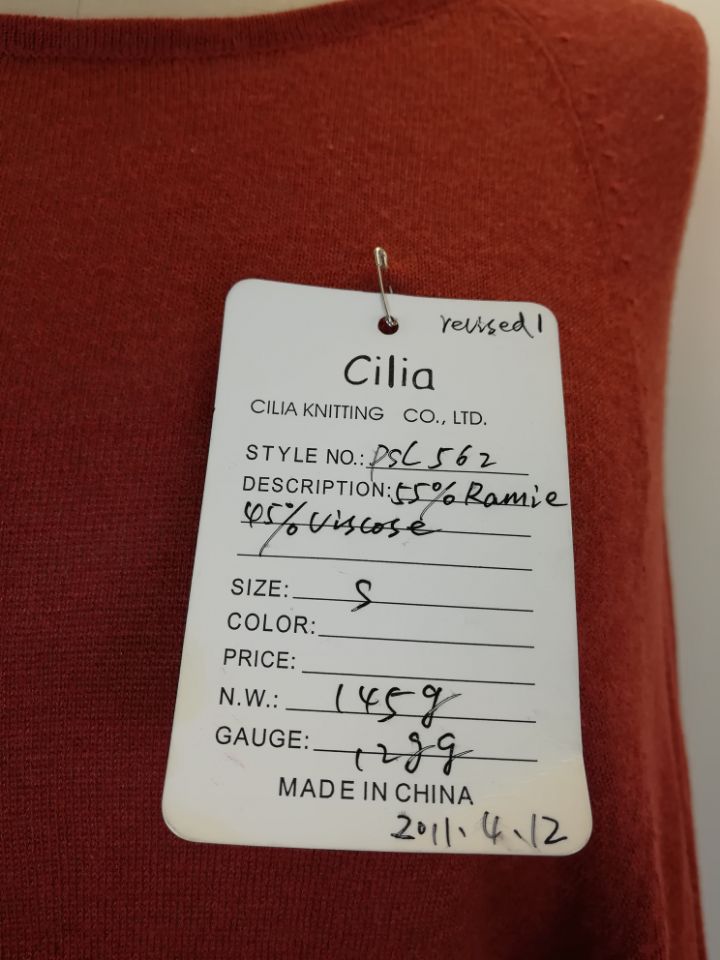 revised 1
Cilia
CILIA KNITTING CO., LTD.
STYLE NO.: PSL 562
DESCRIPTION: 55% Ramie
45% Viscose
SIZE: S
COLOR:
PRICE:
N.W.: 145g
GAUGE: 12gg
MADE IN CHINA
2011.4.12